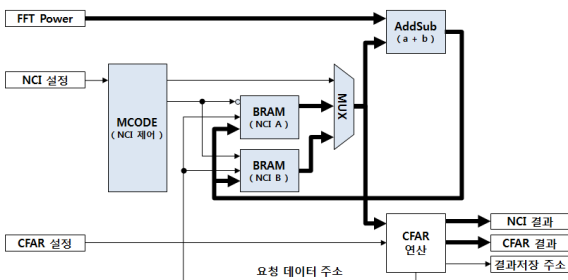 FFT Power
AddSub
( a + b )
NCI 설정
MCODE
( NCI 제어 )
BRAM
( NCI A )
MUX
BRAM
( NCI B )
CFAR 설정
CFAR
연산
NCI 결과
CFAR 결과
결과저장 주소
요청 데이터 주소